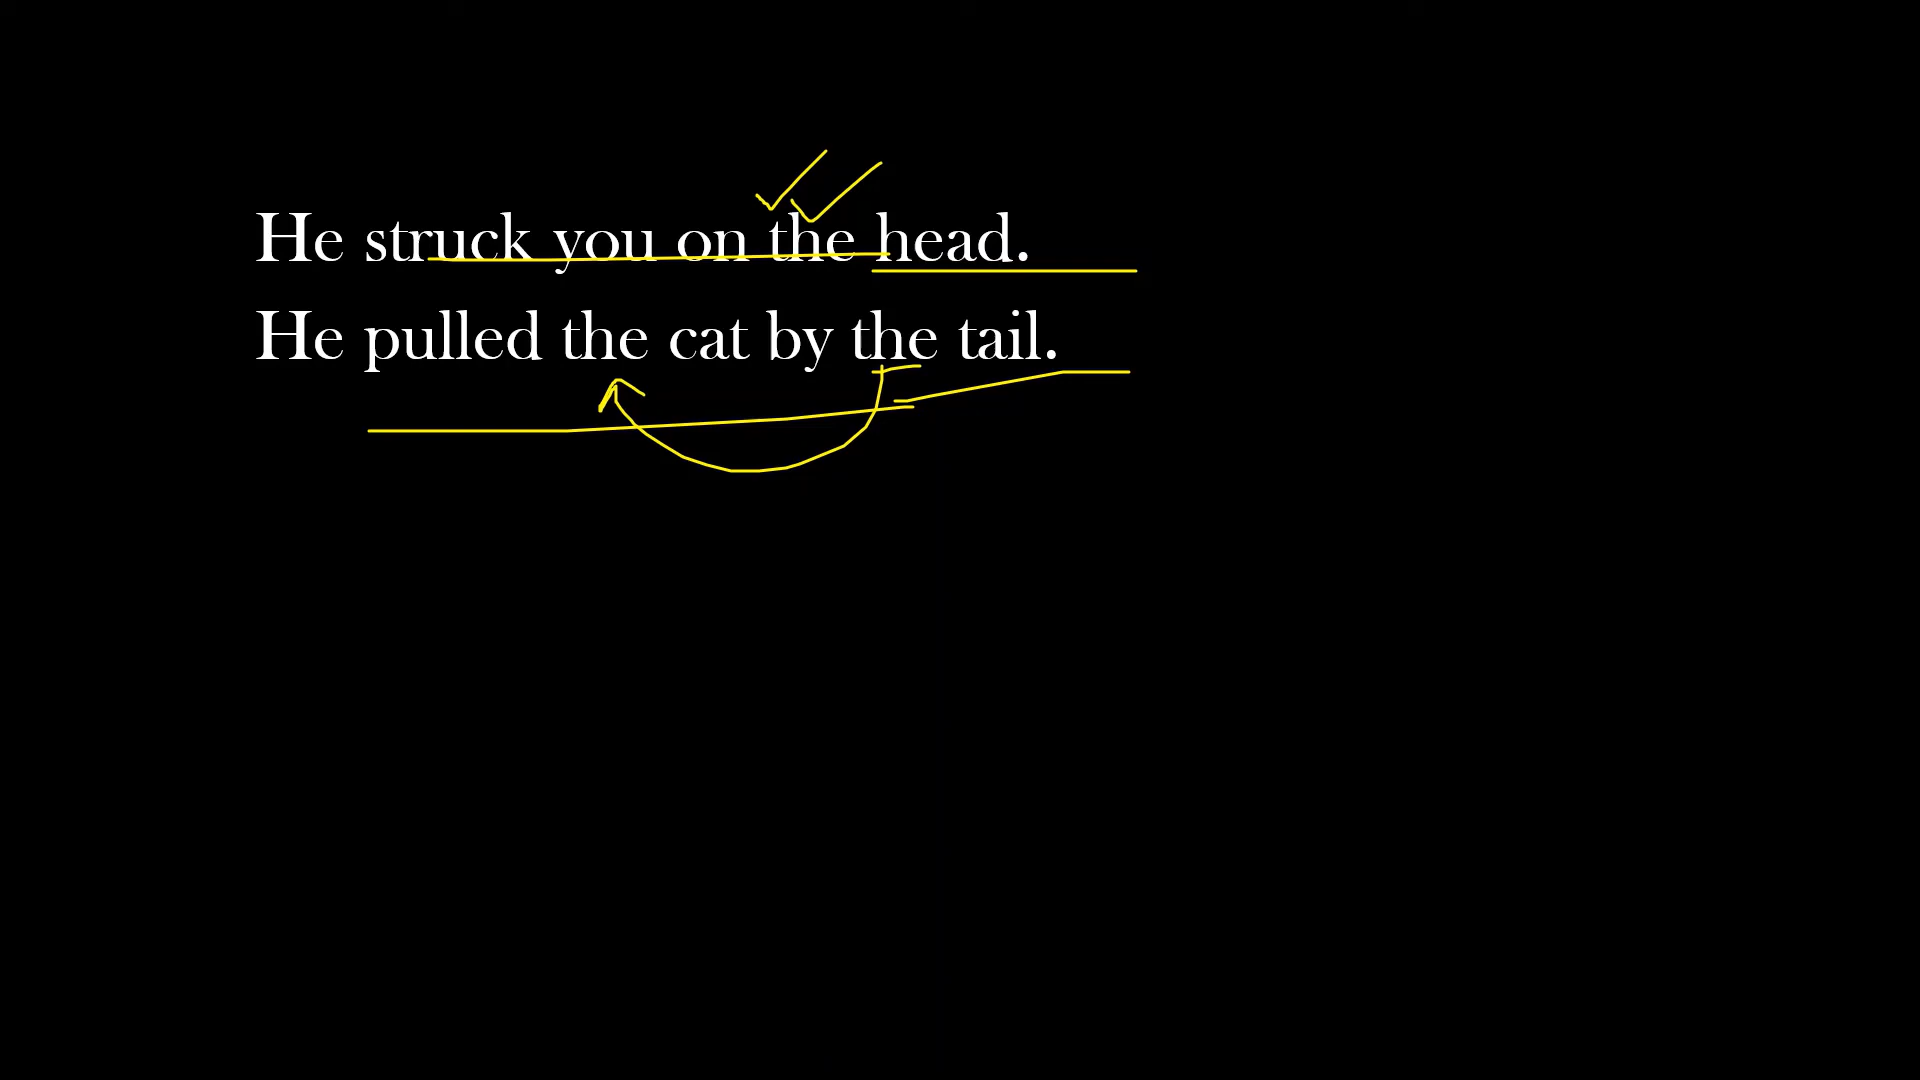 He struck you on the head.
He pulled the cat by the tail.